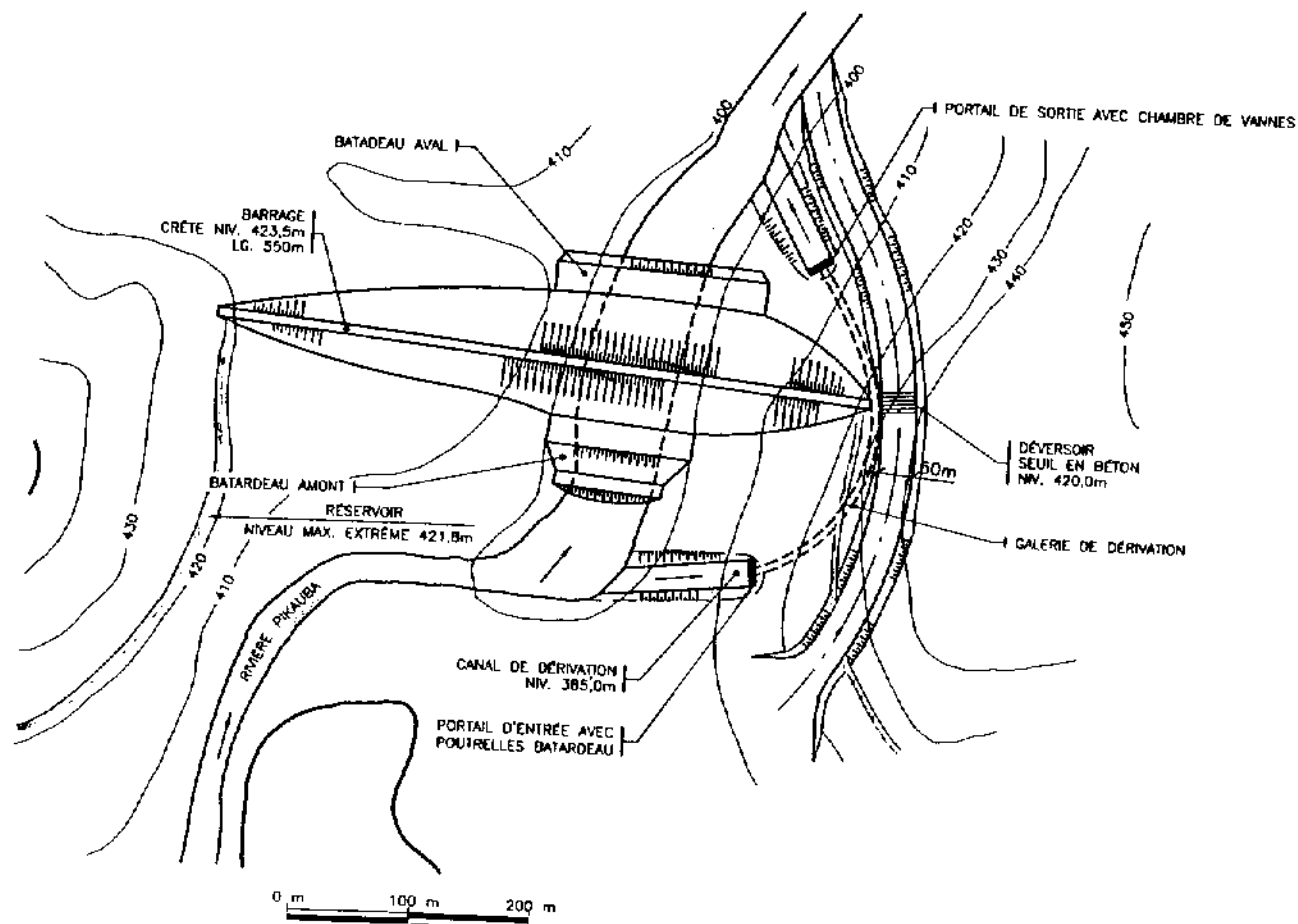 400
400
PORTAIL DE SORTIE AVEC CHAMBRE DE VANNES
BATADEAU AVAL
410
410
BARRAGE
CRÊTE NIV. 423,5m
LG. 550m
420
430
440
450
DÉVERSOIR
SEUIL EN BÉTON
NIV. 420,0m
60m
BATARDEAU AMONT
RÉSERVOIR
NIVEAU MAX. EXTRÊME 421,8m
430
420
410
GALERIE DE DÉRIVATION
RIVIÈRE PIKAUBA
CANAL DE DÉRIVATION
NIV. 385,0m
PORTAIL D'ENTRÉE AVEC
POUTRELLES BATARDEAU
0 m 100 m 200 m